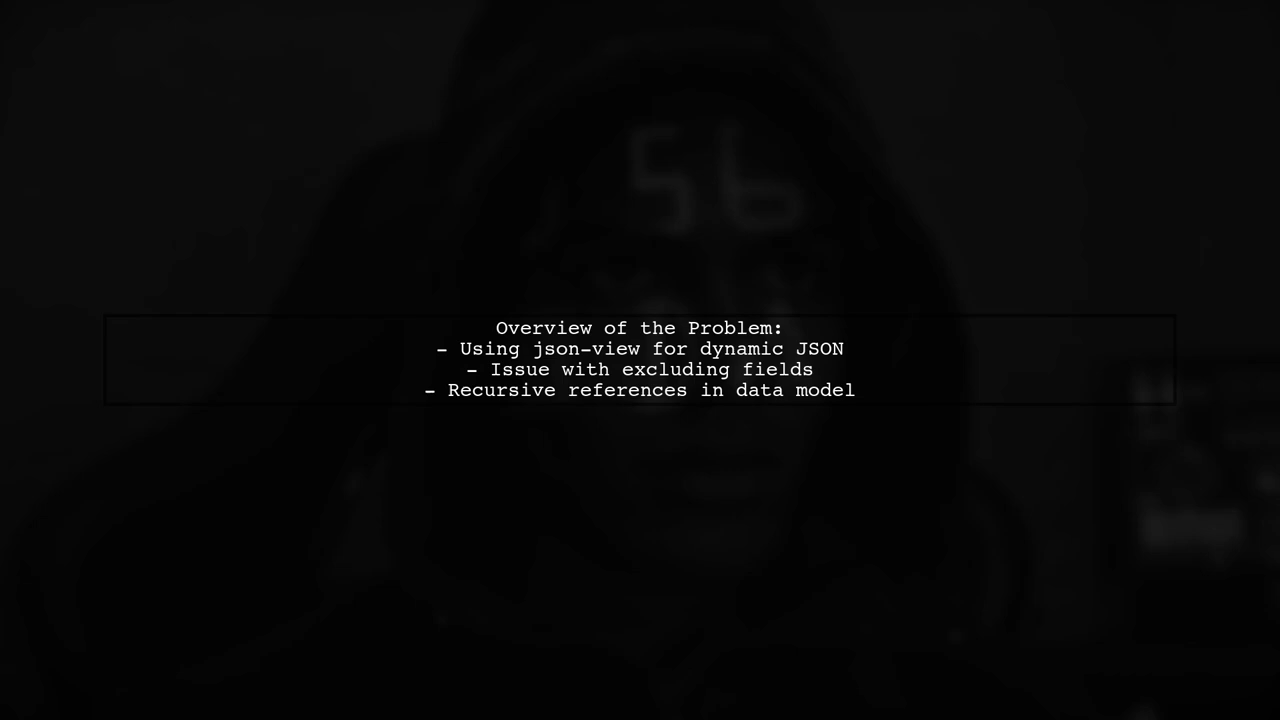 56
Overview of the Problem:
- Using json-view for dynamic JSON
- Issue with excluding fields
- Recursive references in data model